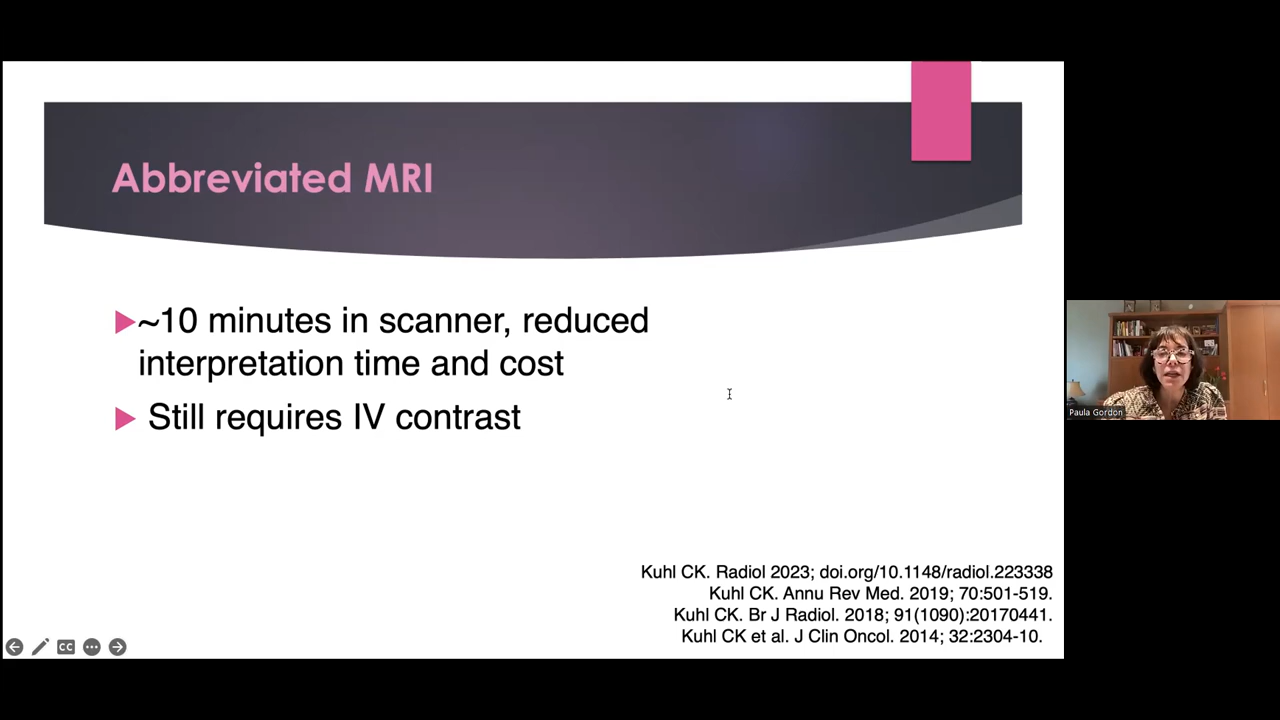 Abbreviated MRI
~10 minutes in scanner, reduced
interpretation time and cost
Still requires IV contrast
Kuhl CK. Radiol 2023; doi.org/10.1148/radiol.223338
Kuhl CK. Annu Rev Med. 2019; 70:501-519.
Kuhl CK. Br J Radiol. 2018; 91(1090):20170441.
Kuhl CK et al. J Clin Oncol. 2014; 32:2304-10.
CC
Paula Gordon